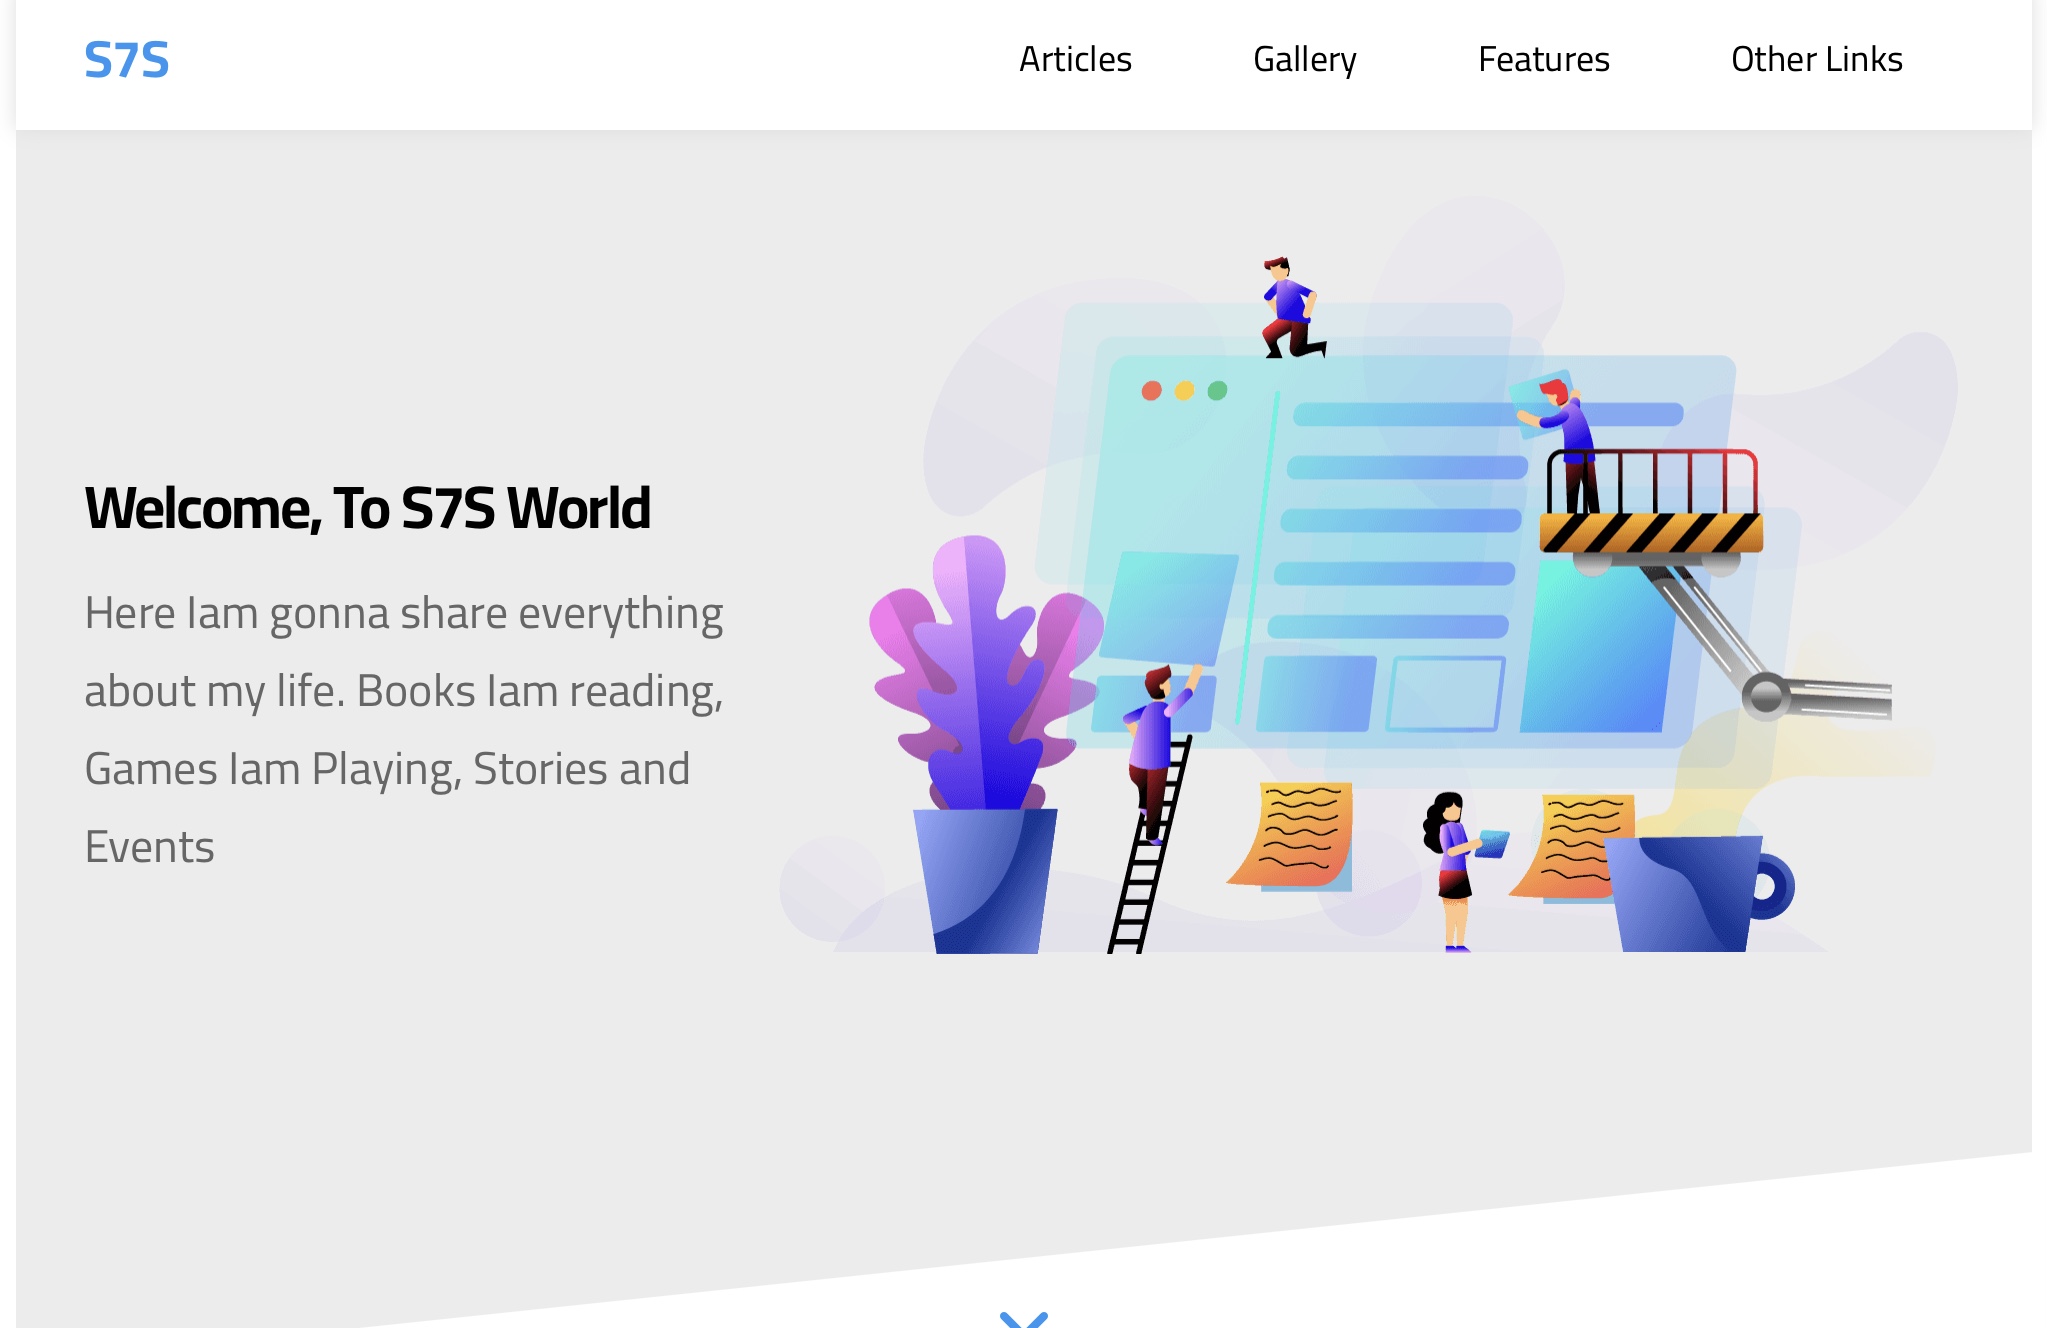 S7S
Articles
Gallery
Features
Other Links
Welcome, To S7S World
Here Iam gonna share everything
about my life. Books Iam reading,
Games Iam Playing, Stories and
Events